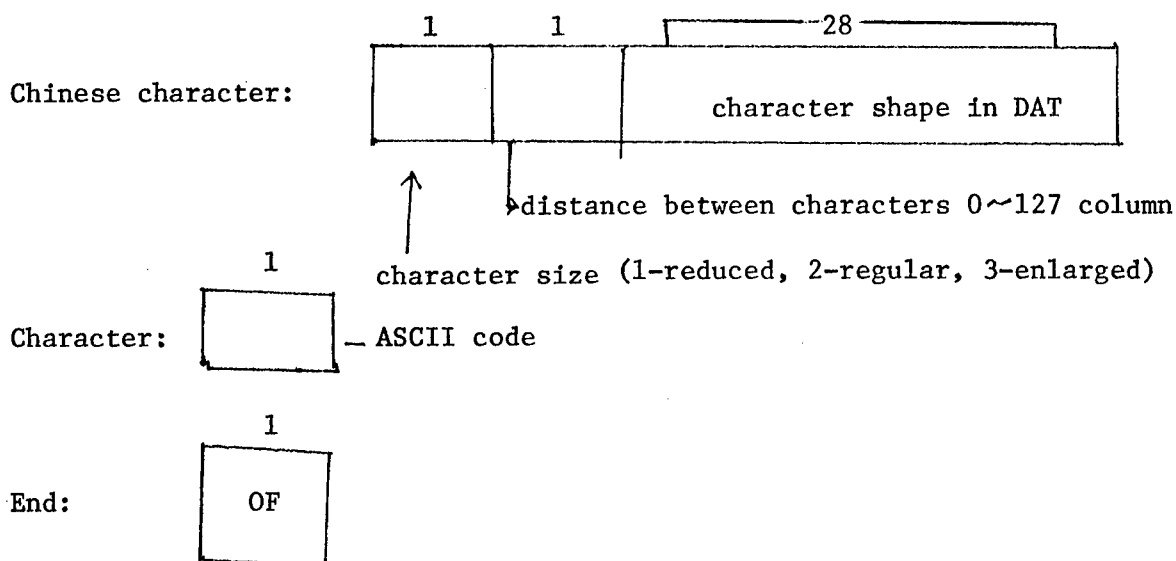 1 1 28
Chinese character:
character shape in DAT
distance between characters 0~127 column
character size (1-reduced, 2-regular, 3-enlarged)
1
Character:
ASCII code
1
End:
OF